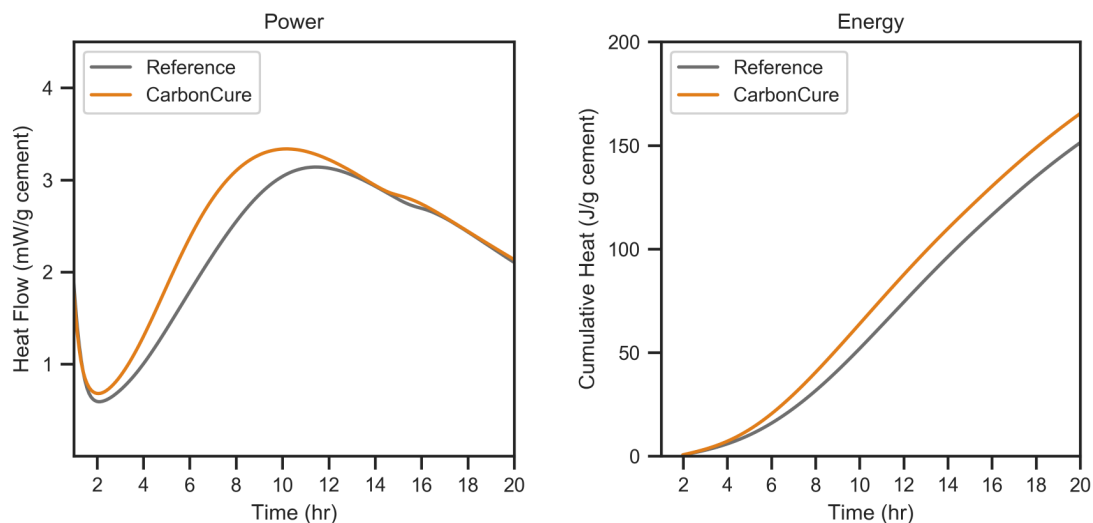 Power
Heat Flow (mW/g cement)
4
3
2
1
Reference
CarbonCure
2 4 6 8 10 12 14 16 18 20
Time (hr)
Energy
Cumulative Heat (J/g cement)
200
150
100
50
0
Reference
CarbonCure
2 4 6 8 10 12 14 16 18 20
Time (hr)